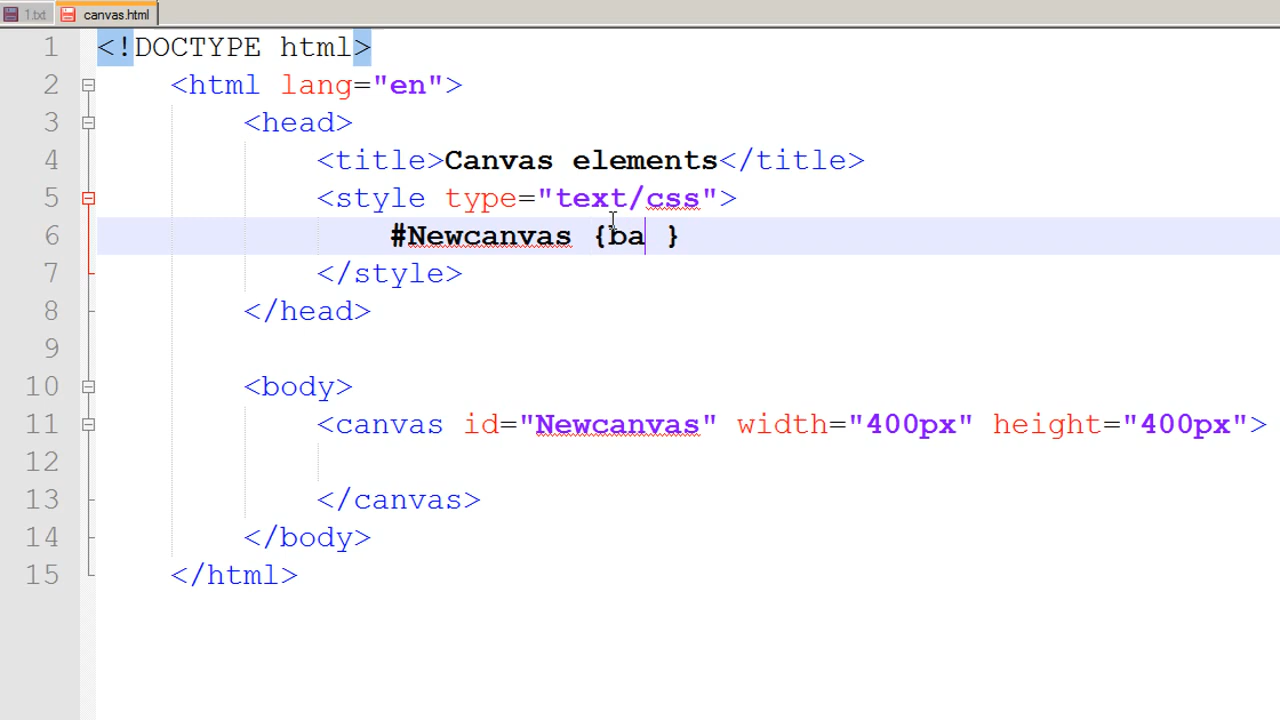 1.txt canvas.html
1 <!DOCTYPE html>
2 <html lang="en">
3 <head>
4 <title>Canvas elements</title>
5 <style type="text/css">
6 #Newcanvas {ba }
7 </style>
8 </head>
9
10 <body>
11 <canvas id="Newcanvas" width="400px" height="400px">
12
13 </canvas>
14 </body>
15 </html>